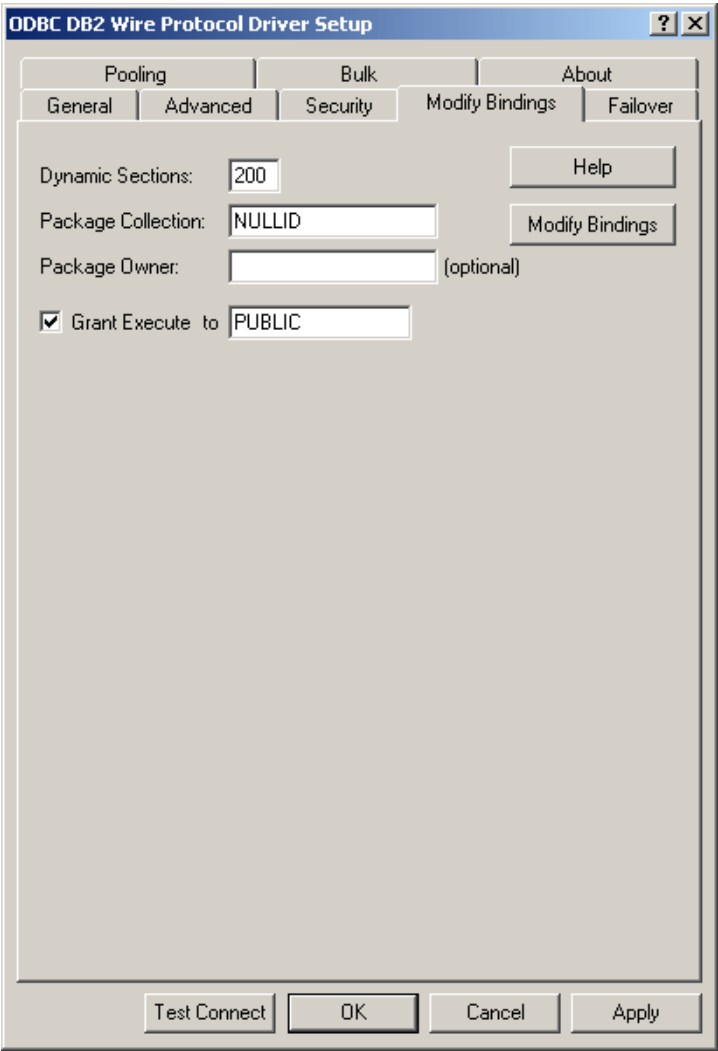 ODBC DB2 Wire Protocol Driver Setup
Pooling Bulk About
General Advanced Security Modify Bindings Failover
Dynamic Sections: 200 Help
Package Collection: NULLID Modify Bindings
Package Owner: (optional)
Grant Execute to PUBLIC
Test Connect OK Cancel Apply